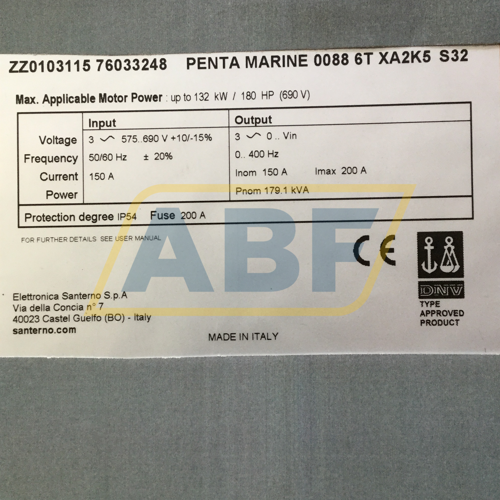 ZZ0103115 76033248 PENTA MARINE 0088 6T XA2K5 S32
Max. Applicable Motor Power : up to 132 kW / 180 HP (690 V)
Input Output
Voltage 3 ~ 575..690 V +10/-15% 3 ~ 0 .. Vin
Frequency 50/60 Hz ± 20% 0.. 400 Hz
Current 150 A Inom 150 A Imax 200 A
Power Pnom 179.1 kVA
Protection degree IP54 Fuse 200 A
FOR FURTHER DETAILS SEE USER MANUAL
ABF
CE
DNV
TYPE
APPROVED
PRODUCT
Elettronica Santerno S.p.A
Via della Concia n° 7
40023 Castel Guelfo (BO) - Italy
santerno.com
MADE IN ITALY